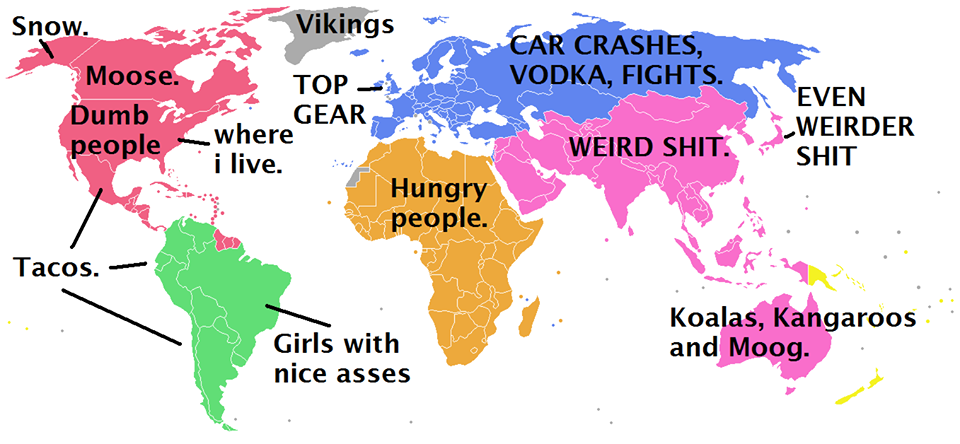 Snow.
Vikings
Moose.
TOP
GEAR
CAR CRASHES,
VODKA, FIGHTS.
Dumb
people
where
i live.
EVEN
WEIRDER
SHIT
WEIRD SHIT.
Hungry
people.
Tacos.
Girls with
nice asses
Koalas, Kangaroos
and Moog.